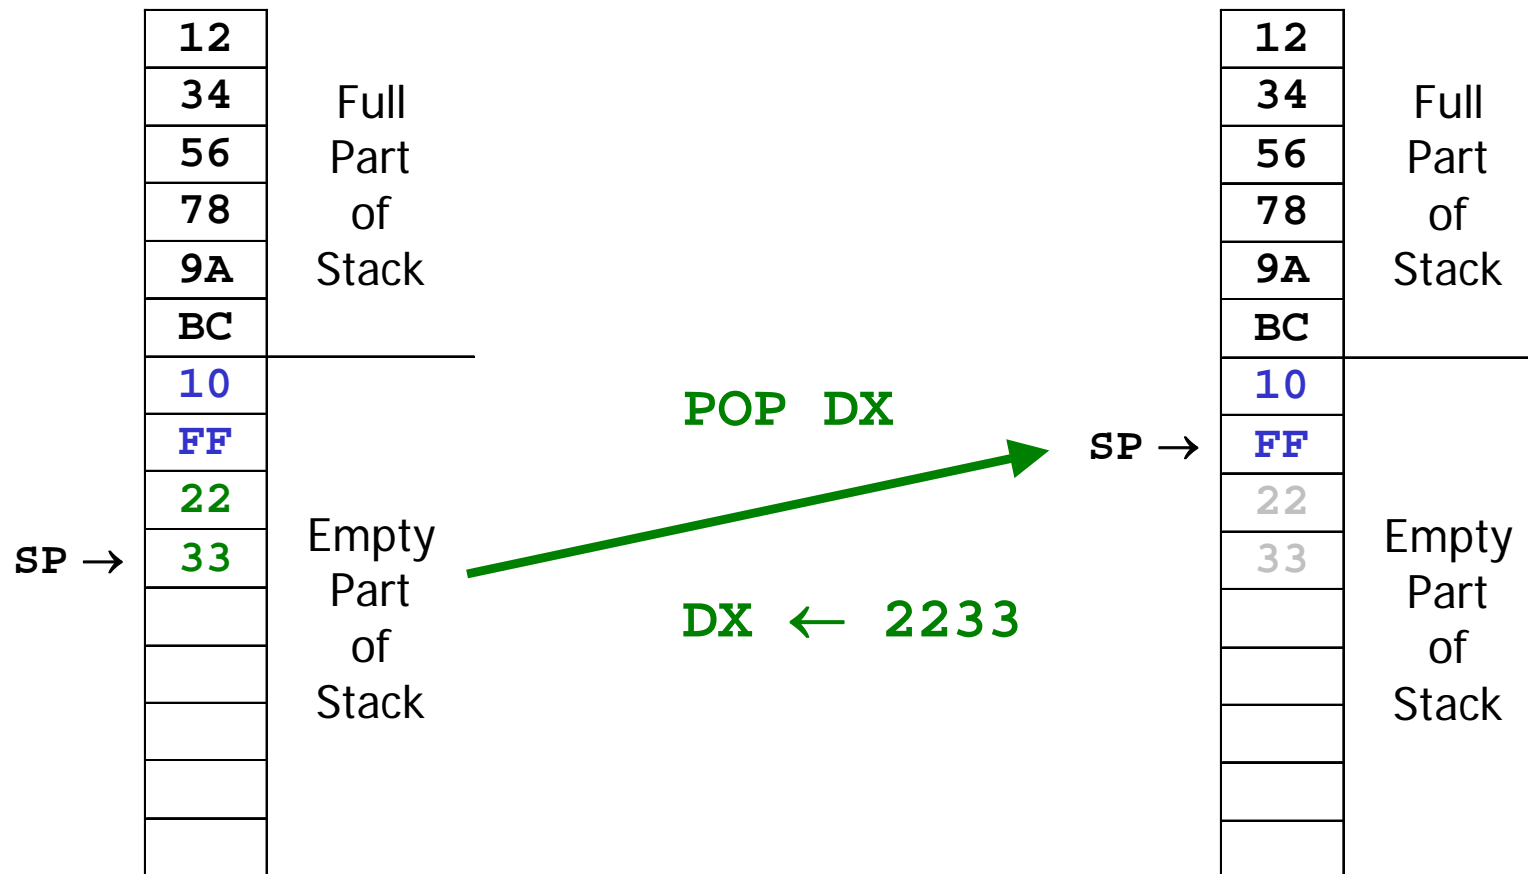 12
34
56
78
9A
BC
10
FF
22
33
SP →
Full
Part
of
Stack
Empty
Part
of
Stack
POP DX
DX ← 2233
SP →
12
34
56
78
9A
BC
10
FF
22
33
Full
Part
of
Stack
Empty
Part
of
Stack